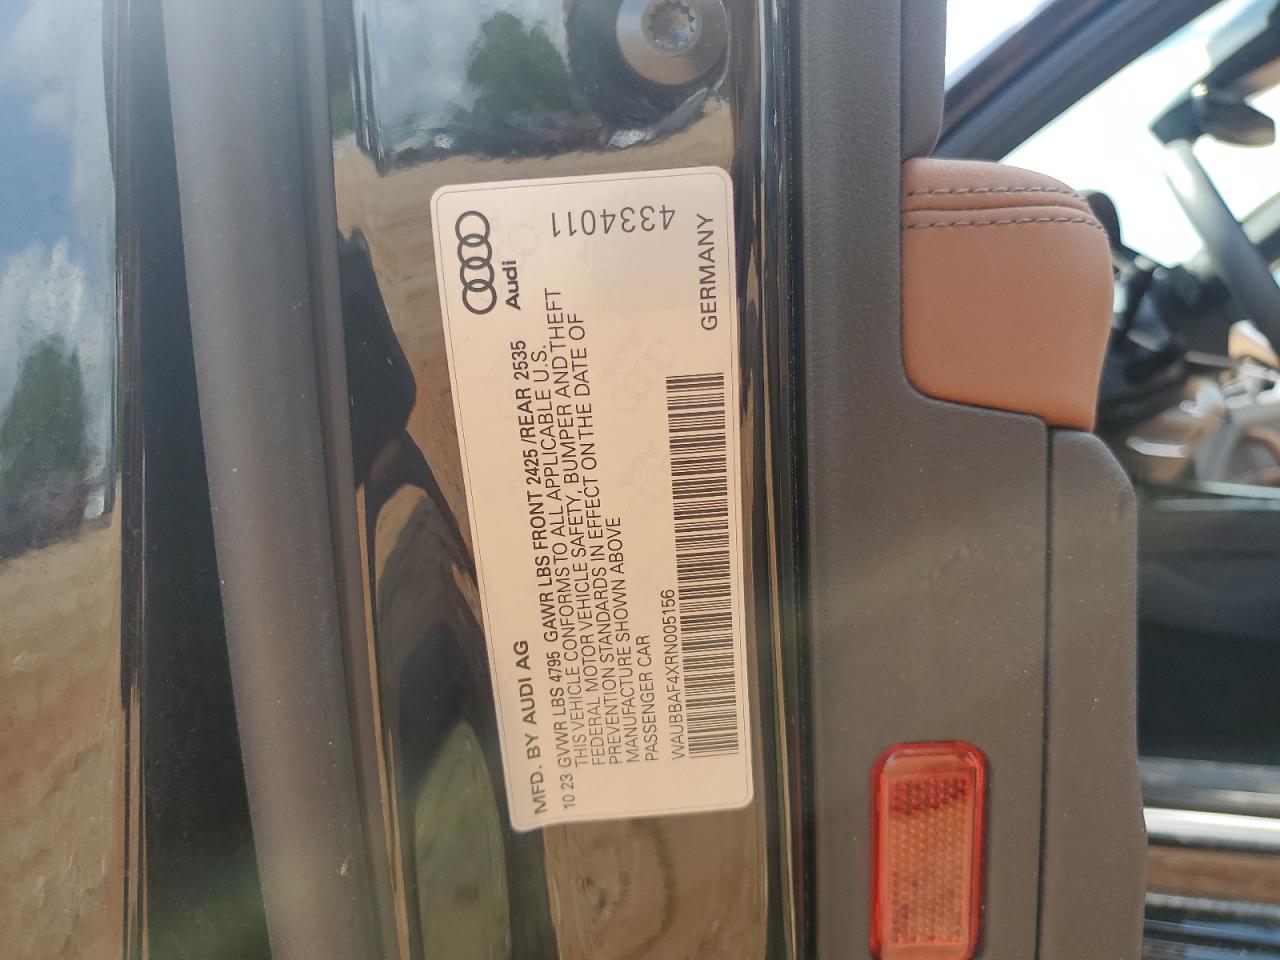 Audi
4334011
MFD. BY AUDI AG
10 23 GVWR LBS 4795 GAWR LBS FRONT 2425 /REAR 2535
THIS VEHICLE CONFORMS TO ALL APPLICABLE U.S.
FEDERAL MOTOR VEHICLE SAFETY, BUMPER AND THEFT
PREVENTION STANDARDS IN EFFECT ON THE DATE OF
MANUFACTURE SHOWN ABOVE
PASSENGER CAR
WAUBBAF4XRN005156
GERMANY